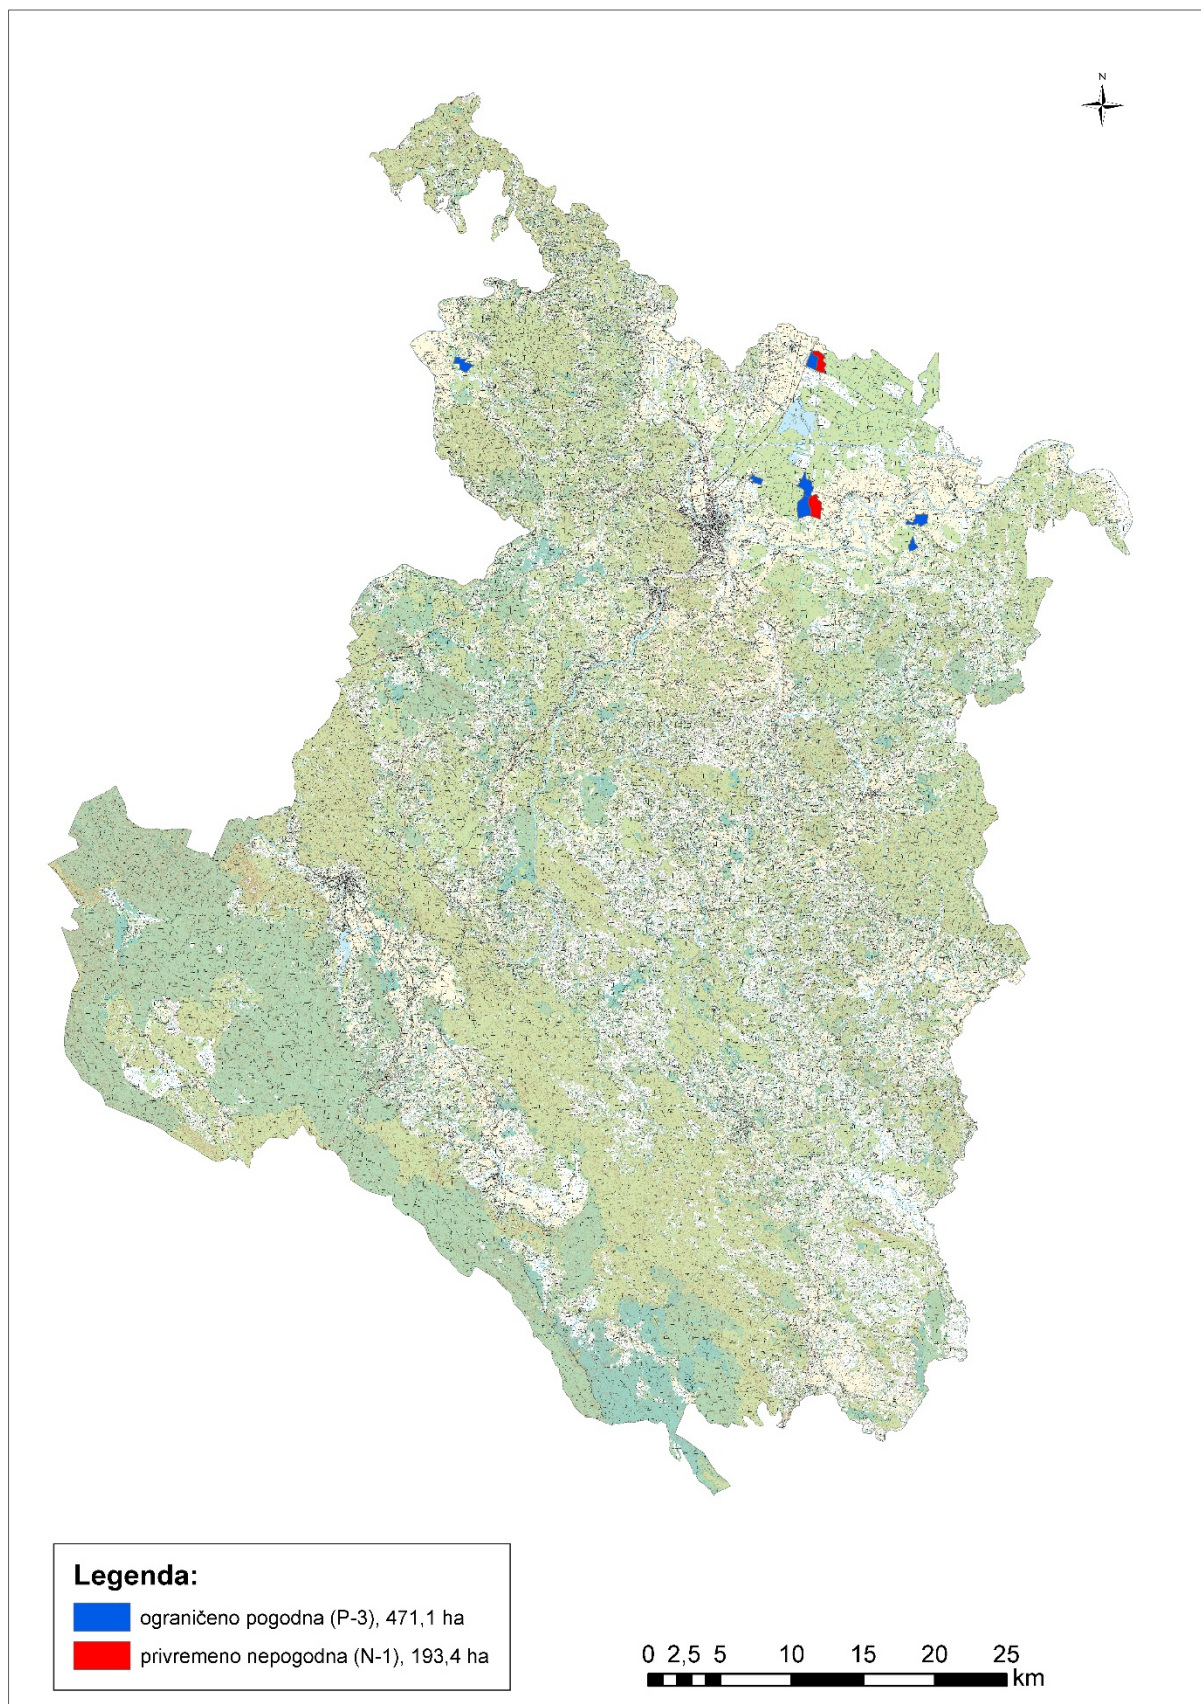 N
Legenda:
ograničeno pogodna (P-3), 471,1 ha
privremeno nepogodna (N-1), 193,4 ha
0 2,5 5 10 15 20 25
km